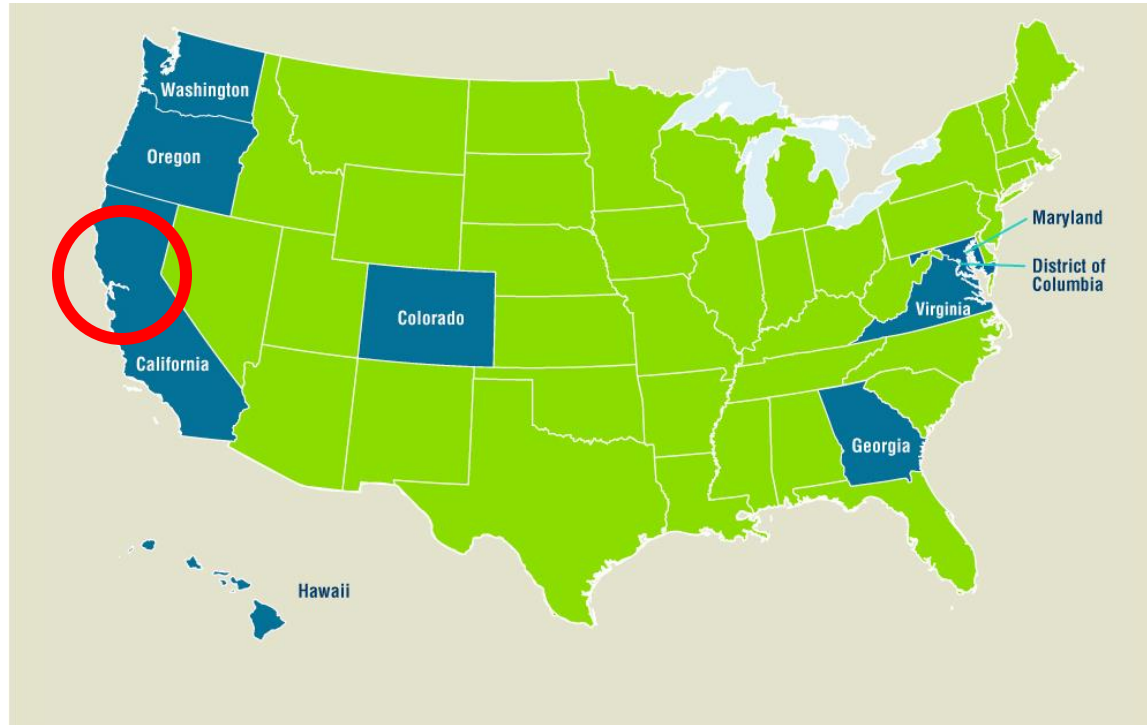 Washington
Oregon
Maryland
District of
Columbia
Colorado
Virginia
California
Georgia
Hawaii